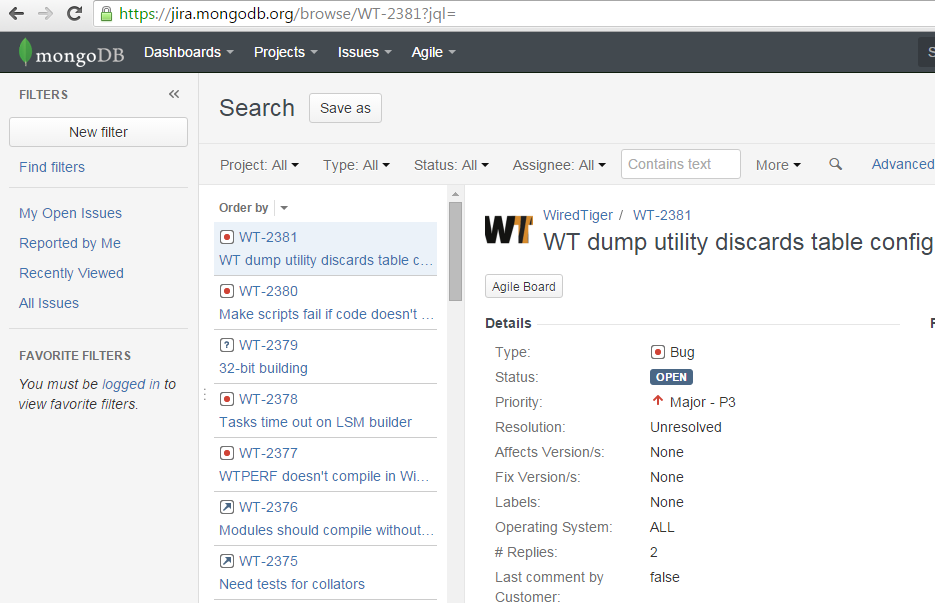 https://jira.mongodb.org/browse/WT-2381?jql=
mongoDB Dashboards Projects Issues Agile
FILTERS
New filter
Find filters
My Open Issues
Reported by Me
Recently Viewed
All Issues
FAVORITE FILTERS
You must be logged in to
view favorite filters.
Search Save as
Project: All Type: All Status: All Assignee: All Contains text More Advanced
Order by
WT-2381
WT dump utility discards table c...
WT-2380
Make scripts fail if code doesn't ...
WT-2379
32-bit building
WT-2378
Tasks time out on LSM builder
WT-2377
WTPERF doesn't compile in Wi...
WT-2376
Modules should compile without...
WT-2375
Need tests for collators
WT
WiredTiger / WT-2381
WT dump utility discards table config
Agile Board
Details
Type: Bug
Status: OPEN
Priority: Major - P3
Resolution: Unresolved
Affects Version/s: None
Fix Version/s: None
Labels: None
Operating System: ALL
# Replies: 2
Last comment by false
Customer: